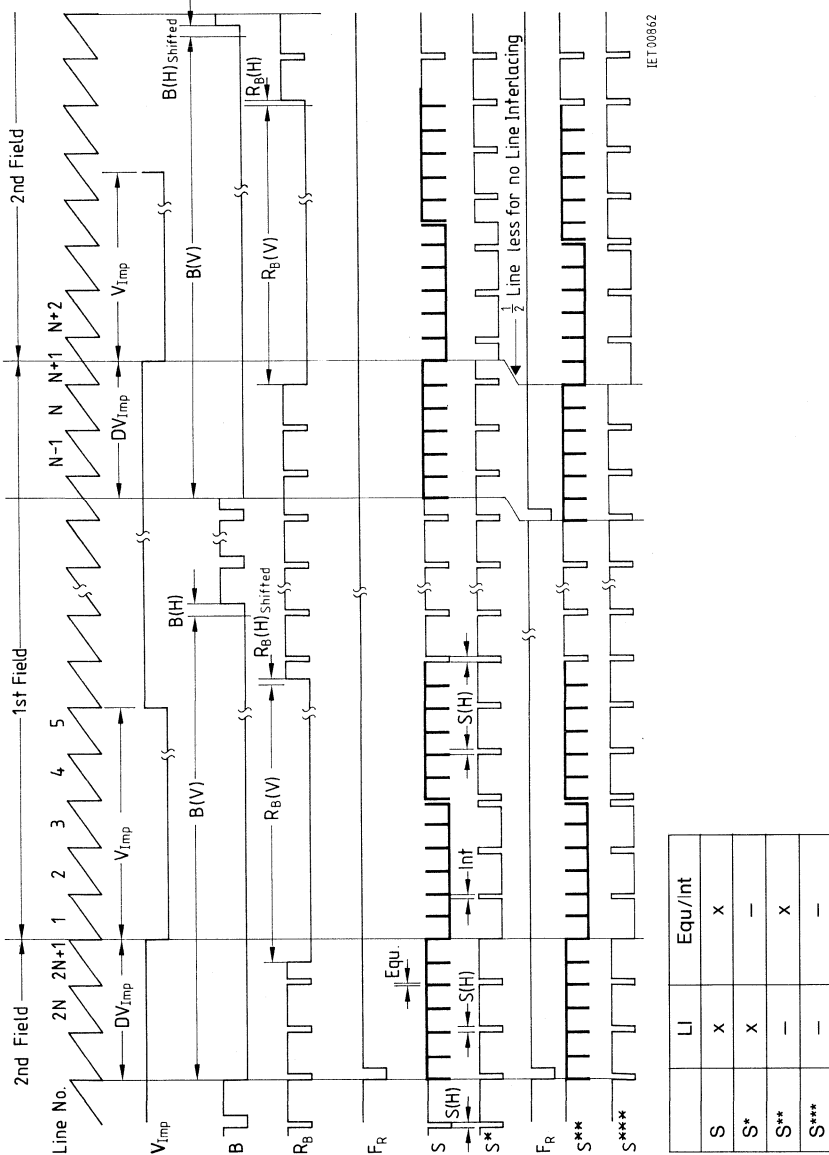 2nd Field 1st Field 2nd Field
Line No. 2N 2N+1 1 2 3 4 5 N-1 N N+1 N+2
V_Imp DV_Imp V_Imp DV_Imp V_Imp
B B(V) B(H) B(V) B(H) Shifted
R_B R_B(V) R_B(H) Shifted R_B(V) R_B(H)
F_R
Equ.
S
S(H) S(H) Int S(H)
S*
1/2 Line less for no Line Interlacing
F_R
S**
S***
IET00862
LI Equ/Int
S x x
S* x –
S** – x
S*** – –